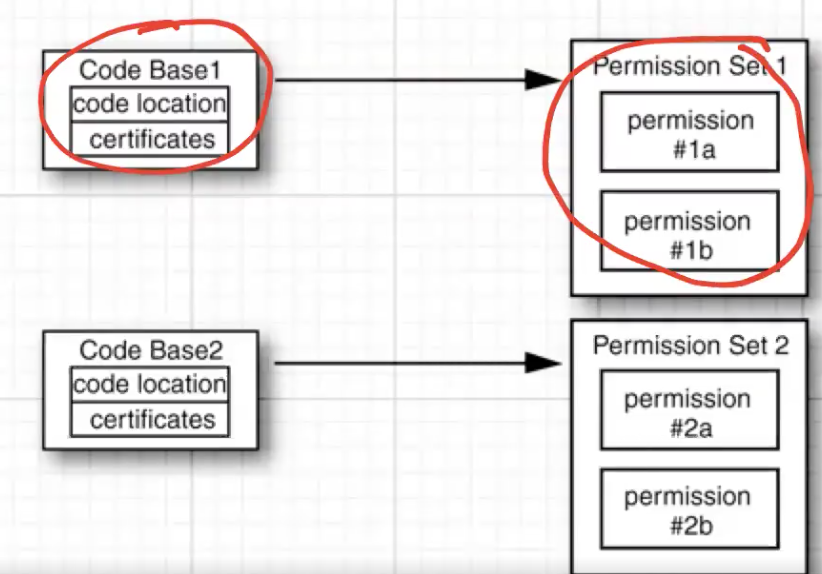 Code Base1
code location
certificates
Permission Set 1
permission
#1a
permission
#1b
Code Base2
code location
certificates
Permission Set 2
permission
#2a
permission
#2b